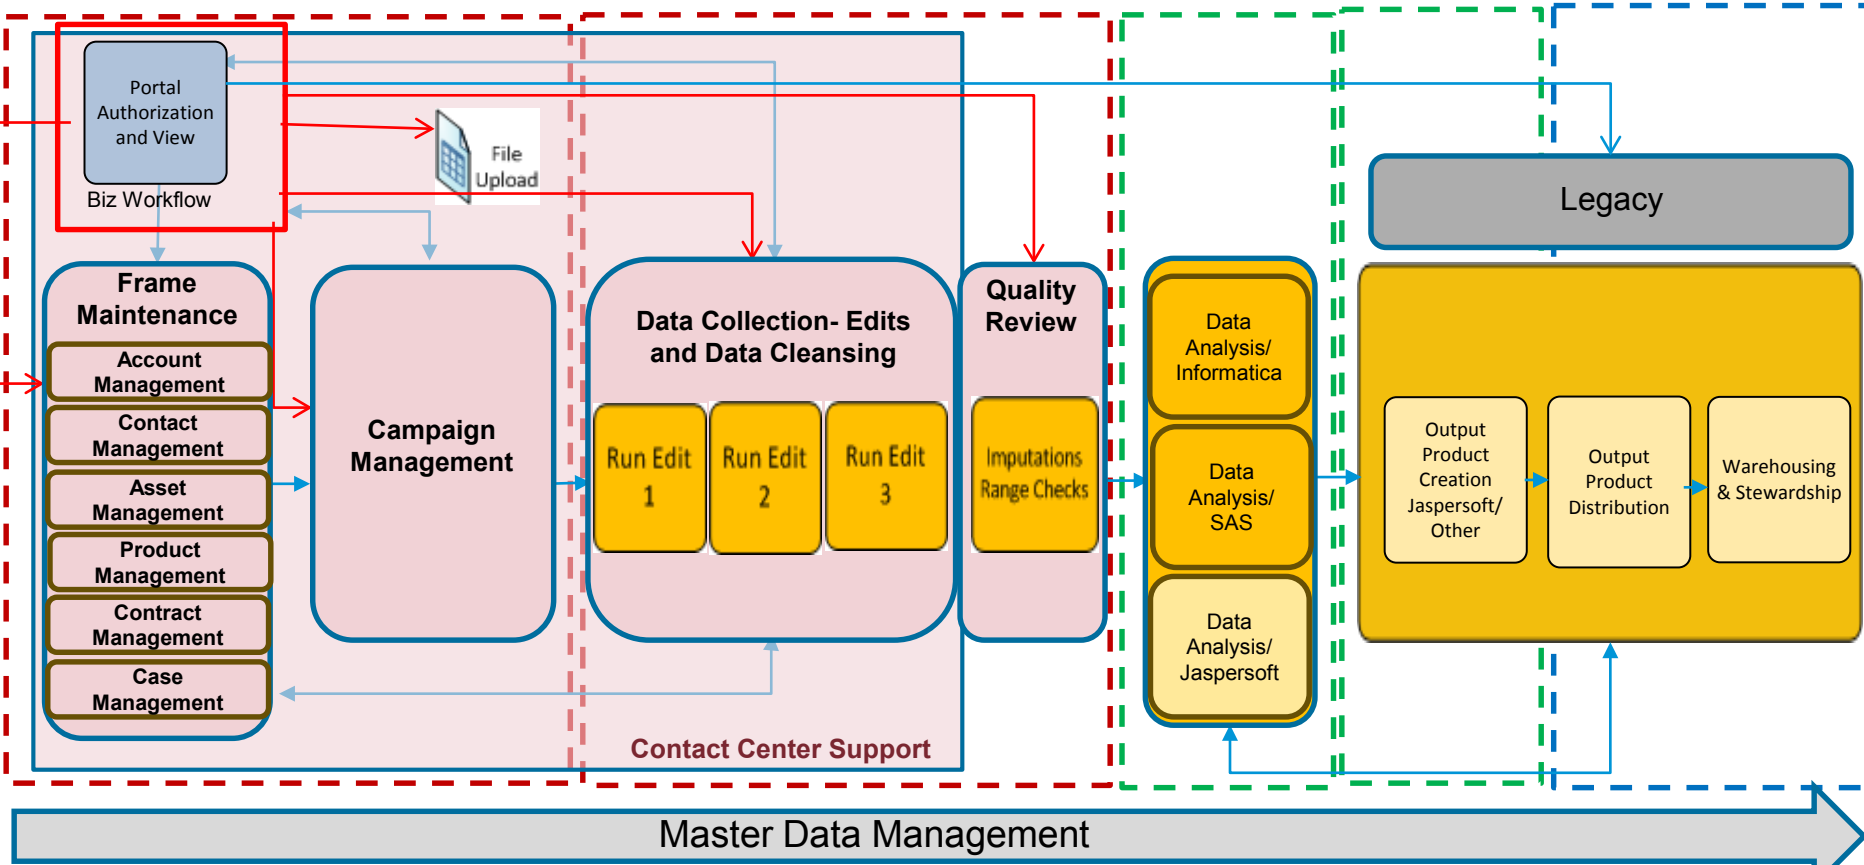 Portal
Authorization
and View
Biz Workflow
File
Upload
Legacy
Frame
Maintenance
Account
Management
Contact
Management
Asset
Management
Product
Management
Contract
Management
Case
Management
Campaign
Management
Data Collection- Edits
and Data Cleansing
Run Edit
1
Run Edit
2
Run Edit
3
Quality
Review
Imputations
Range Checks
Data
Analysis/
Informatica
Data
Analysis/
SAS
Data
Analysis/
Jaspersoft
Output
Product
Creation
Jaspersoft/
Other
Output
Product
Distribution
Warehousing
& Stewardship
Contact Center Support
Master Data Management